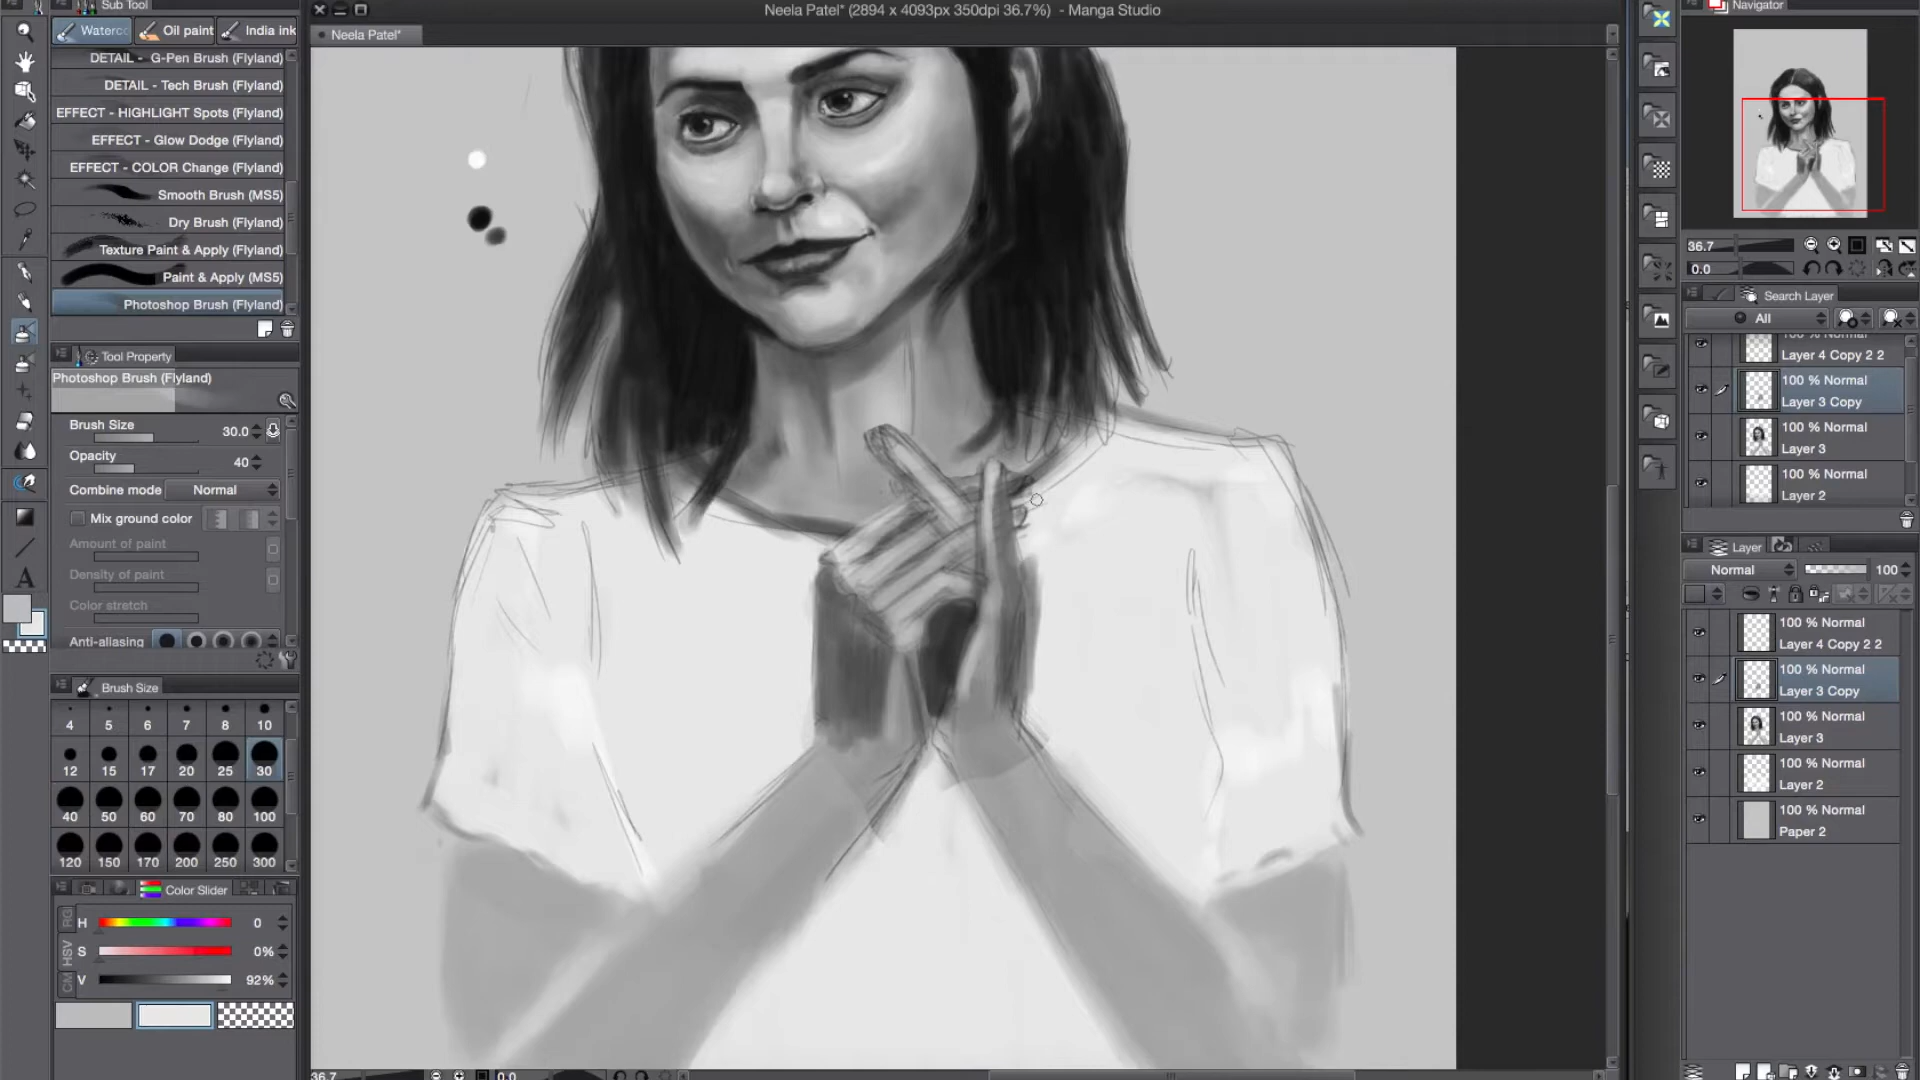 Sub Tool
Neela Patel* (2894 x 4093px 350dpi 36.7%) - Manga Studio
Navigator
Waterc
Oil paint
India ink
Neela Patel*
DETAIL - G-Pen Brush (Flyland)
DETAIL - Tech Brush (Flyland)
EFFECT - HIGHLIGHT Spots (Flyland)
EFFECT - Glow Dodge (Flyland)
EFFECT - COLOR Change (Flyland)
Smooth Brush (MS5)
Dry Brush (Flyland)
Texture Paint & Apply (Flyland)
Paint & Apply (MS5)
Photoshop Brush (Flyland)
Tool Property
Photoshop Brush (Flyland)
Brush Size 30.0
Opacity 40
Combine mode Normal
Mix ground color
Amount of paint
Density of paint
Color stretch
Anti-aliasing
A
Brush Size
4 5 6 7 8 10
12 15 17 20 25 30
40 50 60 70 80 100
120 150 170 200 250 300
Color Slider
H 0
S 0%
V 92%
HSV
36.7 0.0
36.7
0.0
Search Layer
All
Layer 4 Copy 2 2
100 % Normal
Layer 3 Copy
100 % Normal
Layer 3
100 % Normal
Layer 2
Layer
Normal 100
100 % Normal
Layer 4 Copy 2 2
100 % Normal
Layer 3 Copy
100 % Normal
Layer 3
100 % Normal
Layer 2
100 % Normal
Paper 2